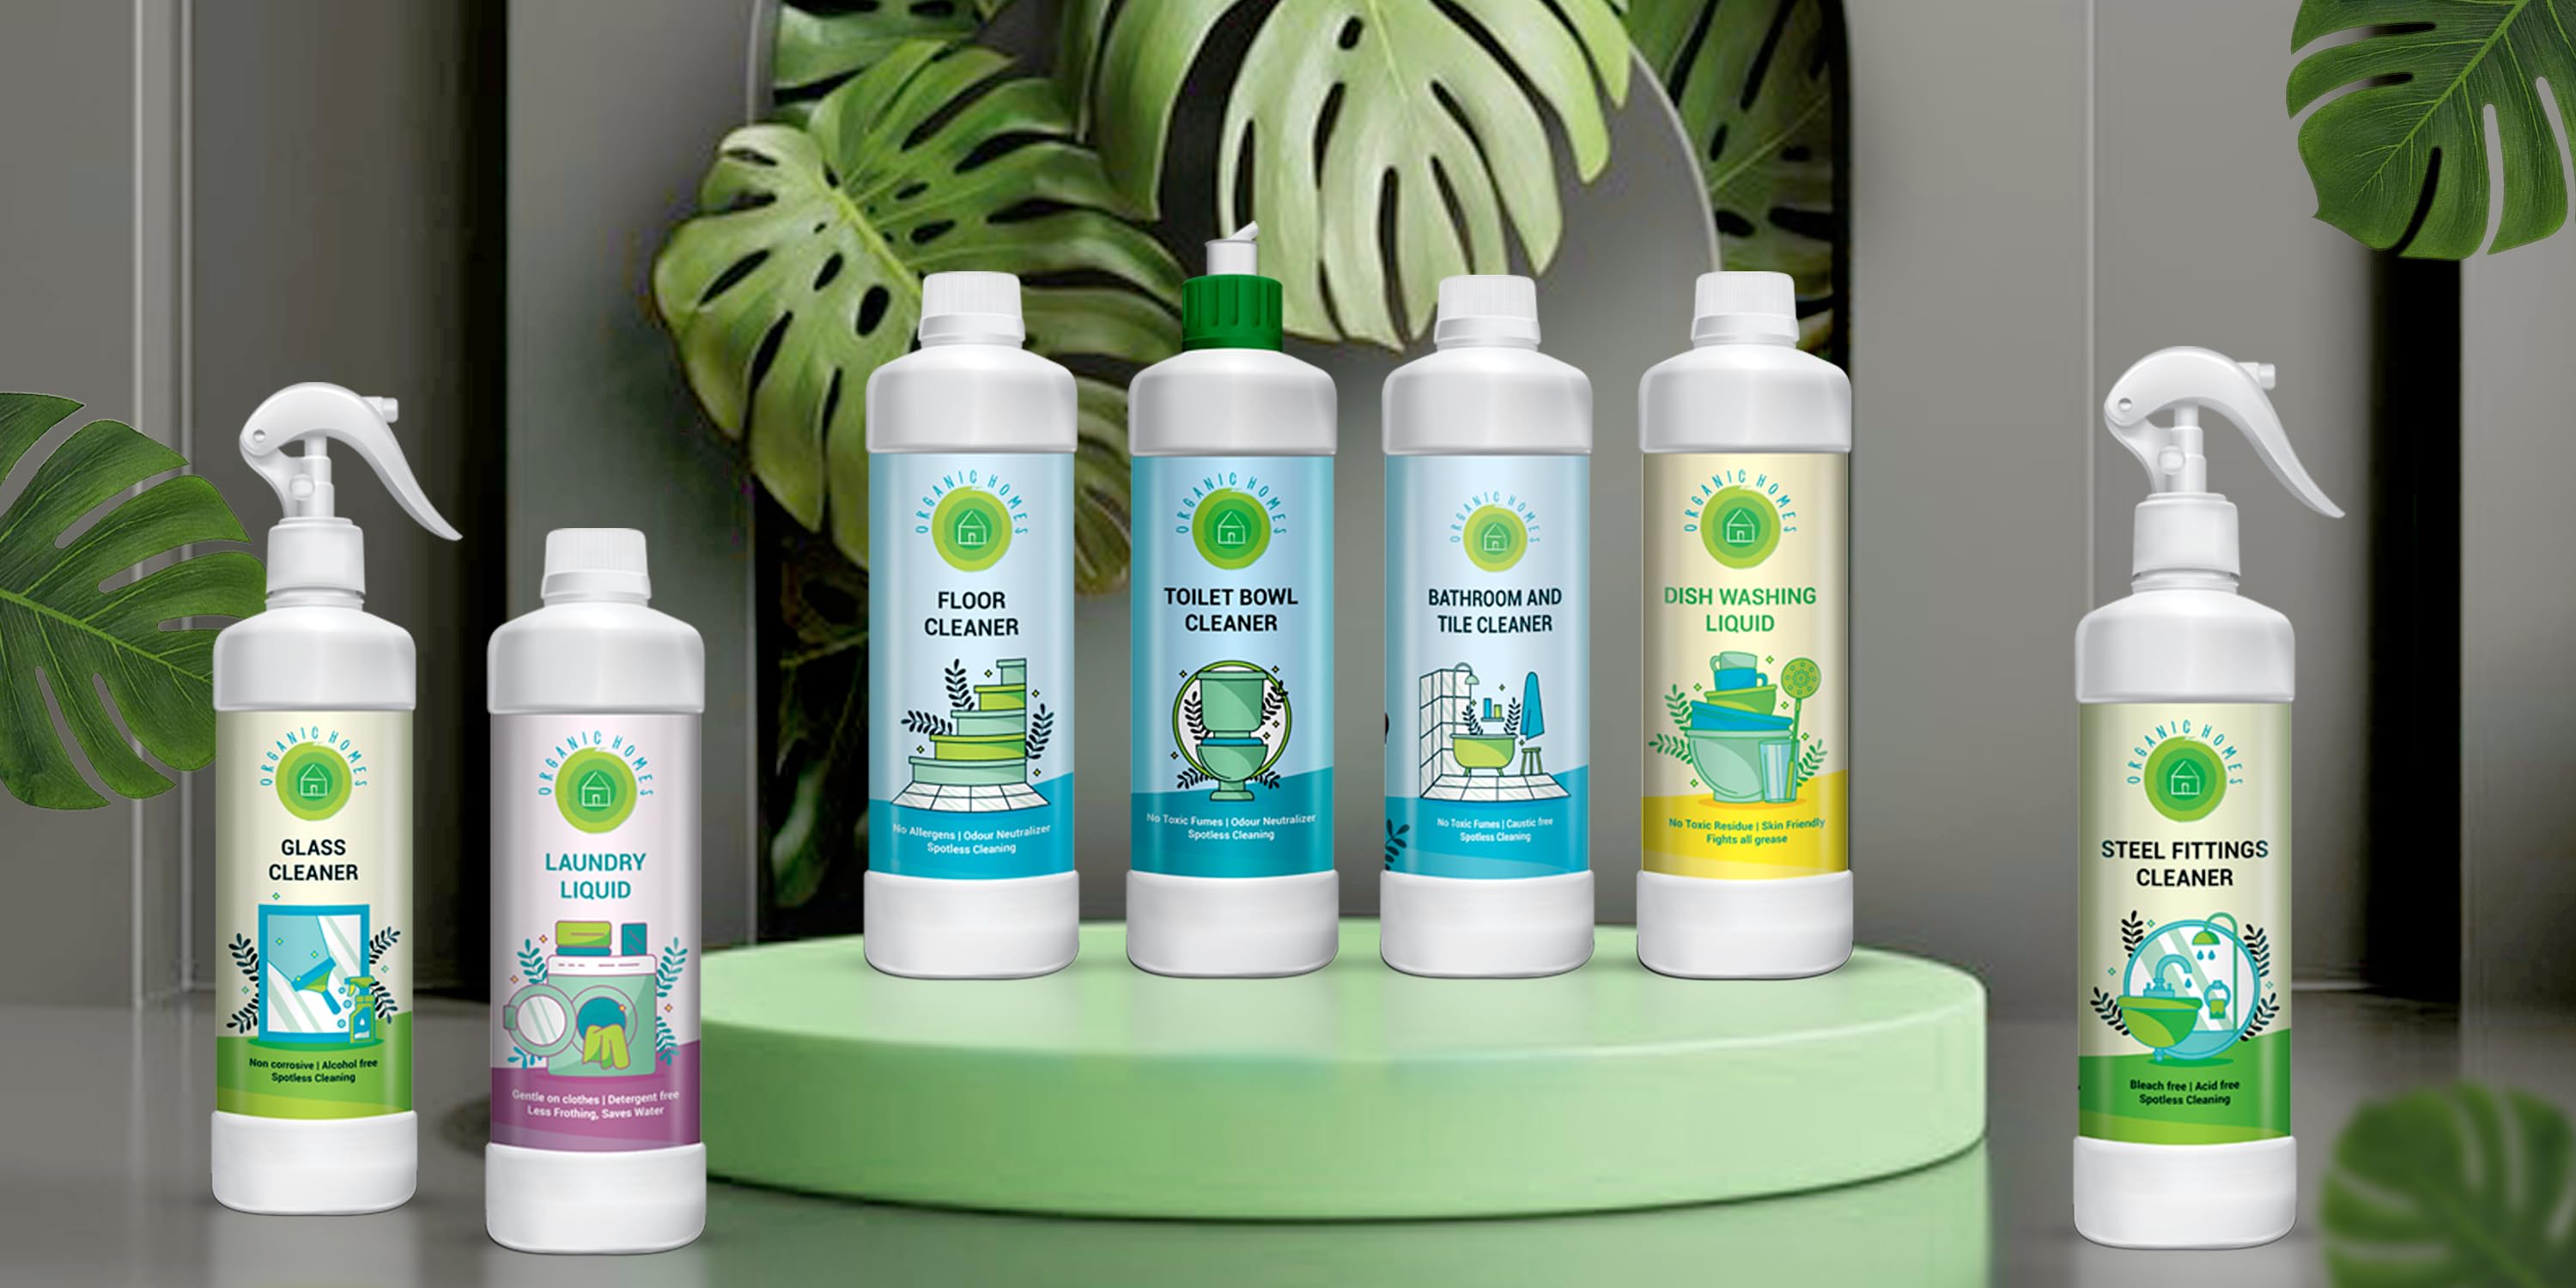 ORGANIC HOMES
GLASS
CLEANER
Non corrosive | Alcohol free
Spotless Cleaning
ORGANIC HOMES
LAUNDRY
LIQUID
Gentle on clothes | Detergent free
Less Frothing, Saves Water
ORGANIC HOMES
FLOOR
CLEANER
No Allergens | Odour Neutralizer
Spotless Cleaning
ORGANIC HOMES
TOILET BOWL
CLEANER
No Toxic Fumes | Odour Neutralizer
Spotless Cleaning
ORGANIC HOMES
BATHROOM AND
TILE CLEANER
No Toxic Fumes | Caustic free
Spotless Cleaning
ORGANIC HOMES
DISH WASHING
LIQUID
No Toxic Residue | Skin Friendly
Fights all grease
ORGANIC HOMES
STEEL FITTINGS
CLEANER
Bleach free | Acid free
Spotless Cleaning